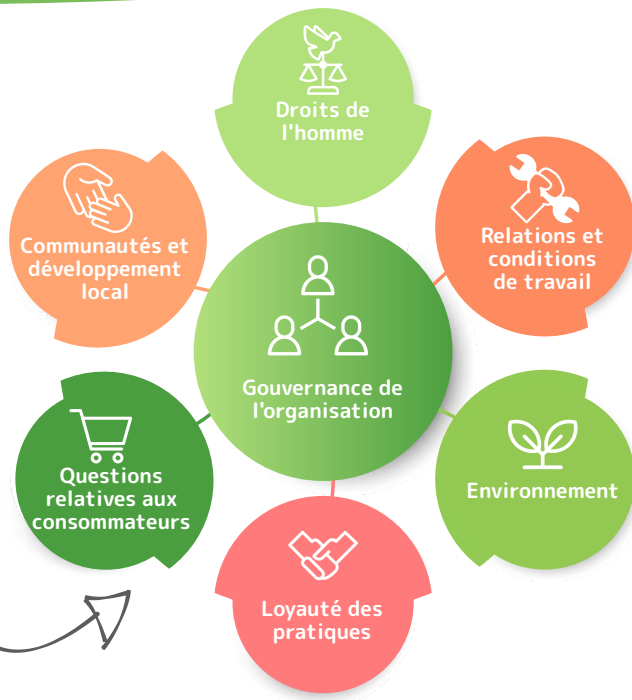 Droits de
l'homme
Relations et
conditions
de travail
Communautés et
développement
local
Gouvernance de
l'organisation
Environnement
Questions
relatives aux
consommateurs
Loyauté des
pratiques